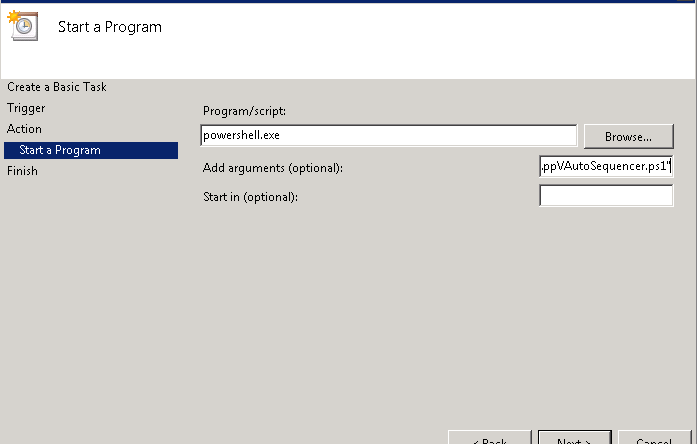 Start a Program
Create a Basic Task
Trigger
Action
Start a Program
Finish
Program/script:
powershell.exe
Browse...
Add arguments (optional):
.ppVAutoSequencer.ps1"
Start in (optional):
< Back
Next >
Cancel